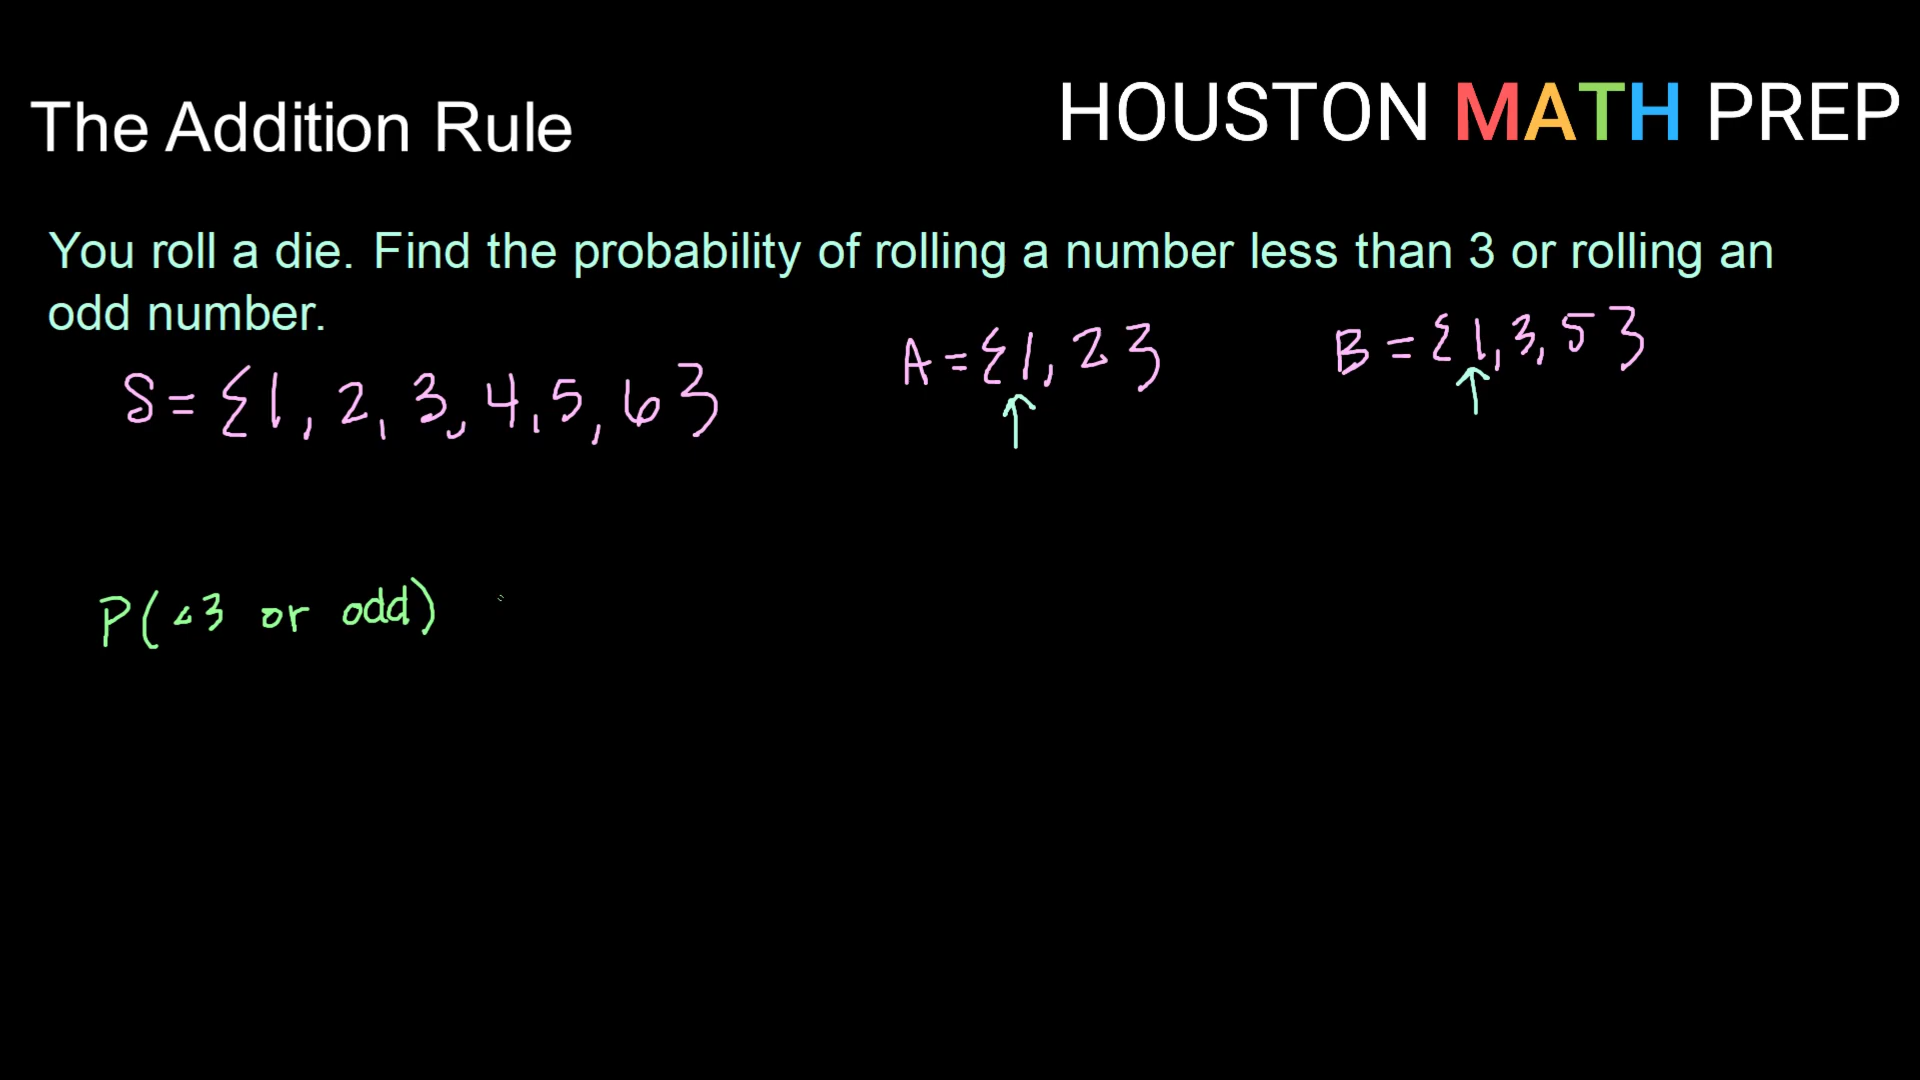 The Addition Rule
HOUSTON MATH PREP
You roll a die. Find the probability of rolling a number less than 3 or rolling an
odd number.
S = {1, 2, 3, 4, 5, 6}
A = {1, 2}
B = {1, 3, 5}
P(<3 or odd)